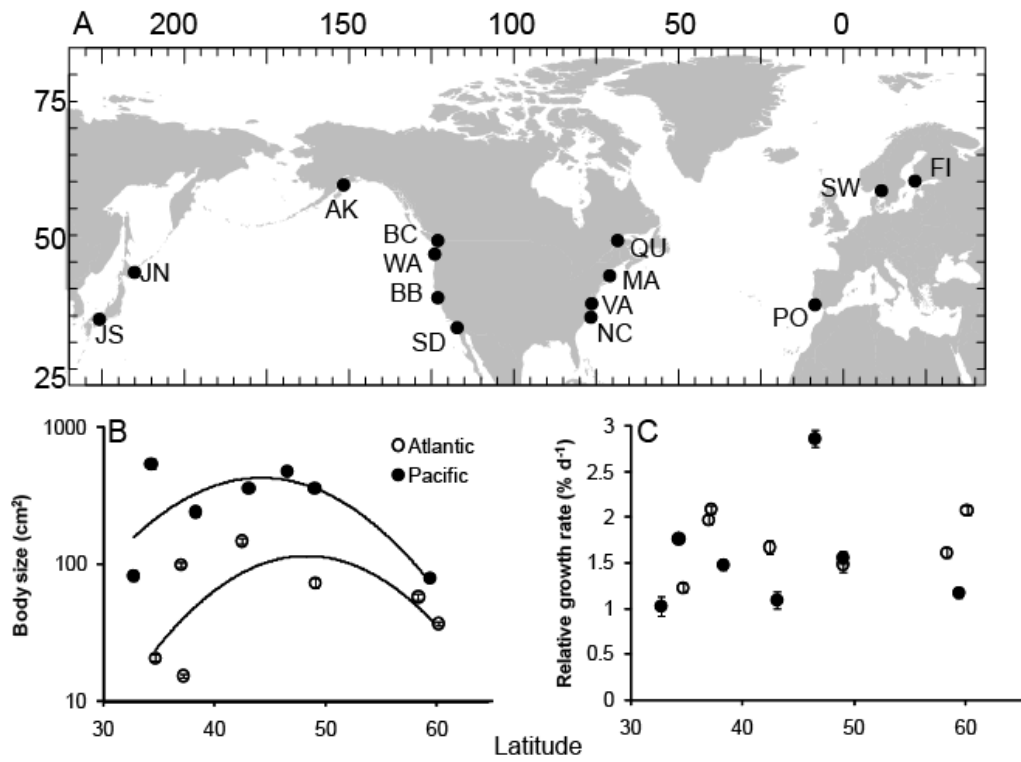 A 200 150 100 50 0
75
FI
SW
AK
BC
50
QU
WA
JN
MA
BB
VA
PO
JS
NC
SD
25
B
1000
Atlantic
Pacific
100
10
Body size (cm²)
30 40 50 60
C
3
2.5
2
1.5
1
0.5
0
Relative growth rate (% d⁻¹)
30 40 50 60
Latitude